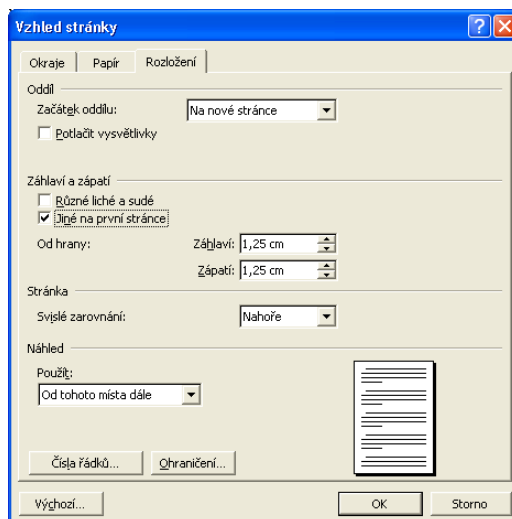 Vzhled stránky
Okraje Papír Rozložení
Oddíl
Začátek oddílu: Na nové stránce
Potlačit vysvětlivky
Záhlaví a zápatí
Různé liché a sudé
Jiné na první stránce
Od hrany: Záhlaví: 1,25 cm
Zápatí: 1,25 cm
Stránka
Svislé zarovnání: Nahoře
Náhled
Použít:
Od tohoto místa dále
Čísla řádků... Ohraničení...
Výchozí... OK Storno